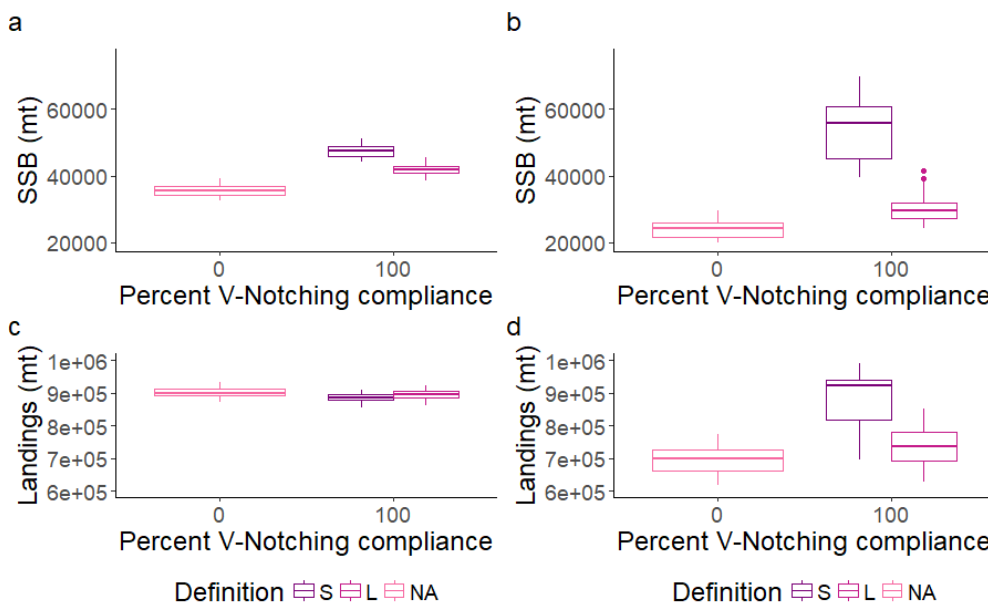 a
SSB (mt)
60000
40000
20000
0 100
Percent V-Notching compliance
b
SSB (mt)
60000
40000
20000
0 100
Percent V-Notching compliance
c
Landings (mt)
1e+06
9e+05
8e+05
7e+05
6e+05
0 100
Percent V-Notching compliance
Definition S L NA
d
Landings (mt)
1e+06
9e+05
8e+05
7e+05
6e+05
0 100
Percent V-Notching compliance
Definition S L NA